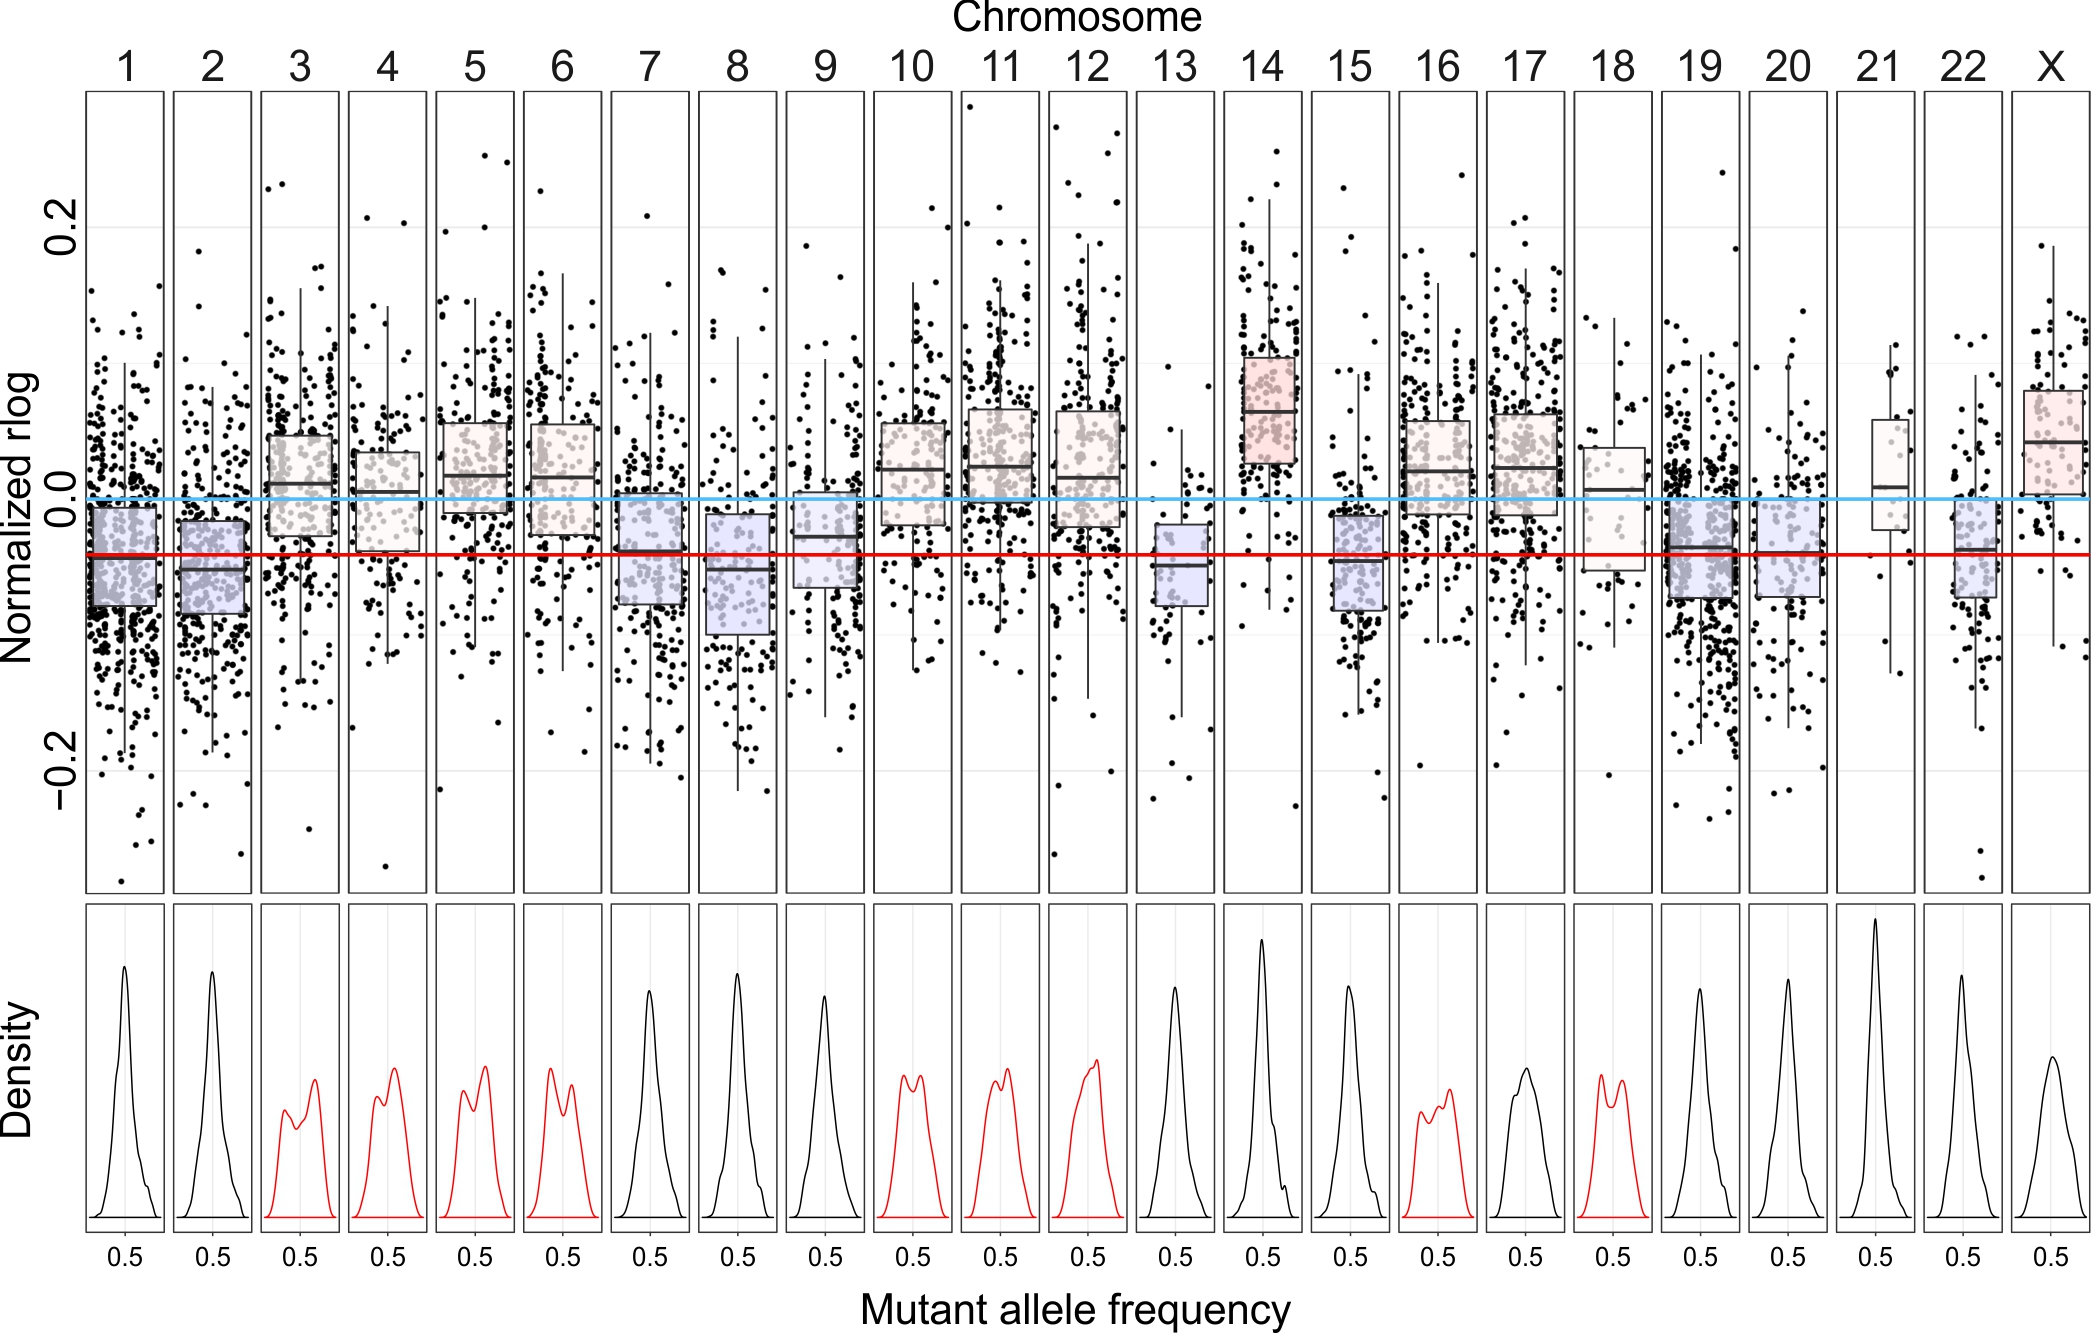 Chromosome
1 2 3 4 5 6 7 8 9 10 11 12 13 14 15 16 17 18 19 20 21 22 X
Normalized rlog
0.2
0.0
−0.2
Density
0.5 0.5 0.5 0.5 0.5 0.5 0.5 0.5 0.5 0.5 0.5 0.5 0.5 0.5 0.5 0.5 0.5 0.5 0.5 0.5 0.5 0.5 0.5
Mutant allele frequency